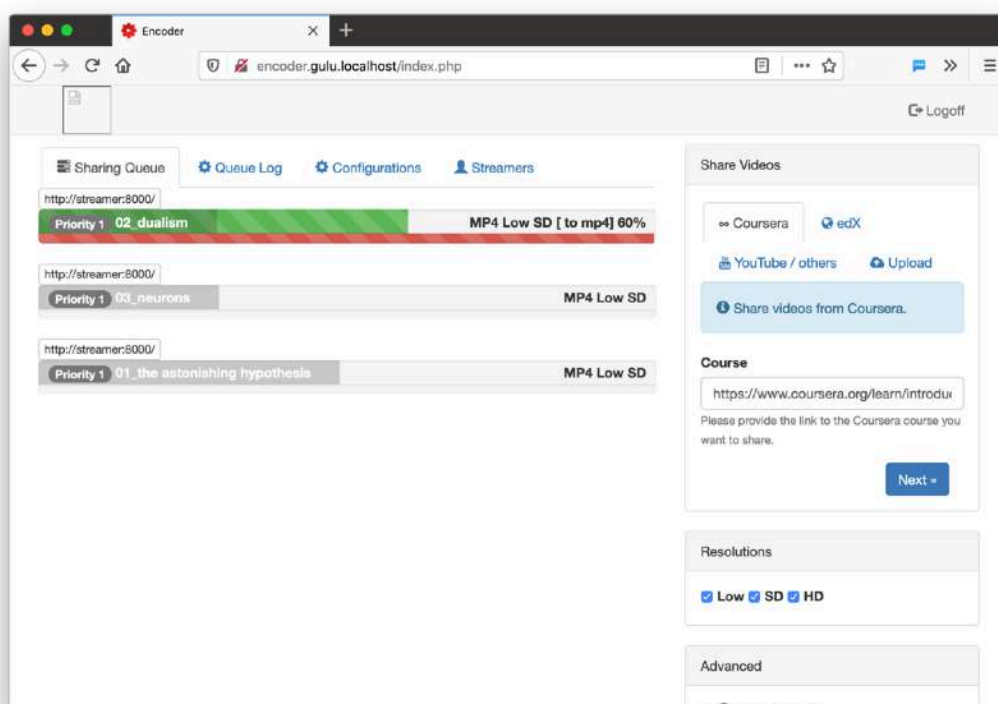 Encoder
encoder.gulu.localhost/index.php
Logoff
Sharing Queue Queue Log Configurations Streamers
http://streamer:8000/
Priority 1 02_dualism MP4 Low SD [ to mp4] 60%
http://streamer:8000/
Priority 1 03_neurons MP4 Low SD
http://streamer:8000/
Priority 1 01_the astonishing hypothesis MP4 Low SD
Share Videos
Coursera edX
YouTube / others Upload
Share videos from Coursera.
Course
https://www.coursera.org/learn/introdu
Please provide the link to the Coursera course you
want to share.
Next »
Resolutions
Low SD HD
Advanced